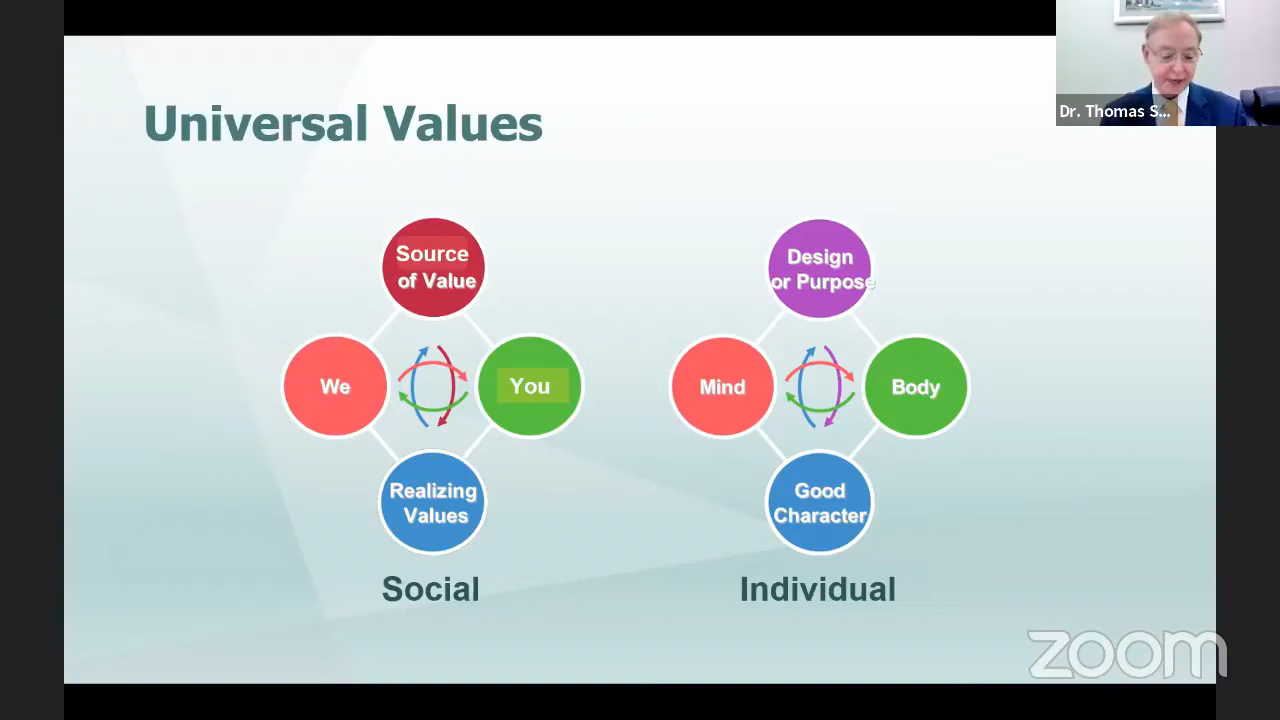 Universal Values
Dr. Thomas S...
Source
of Value
We
You
Realizing
Values
Social
Design
or Purpose
Mind
Body
Good
Character
Individual
zoom